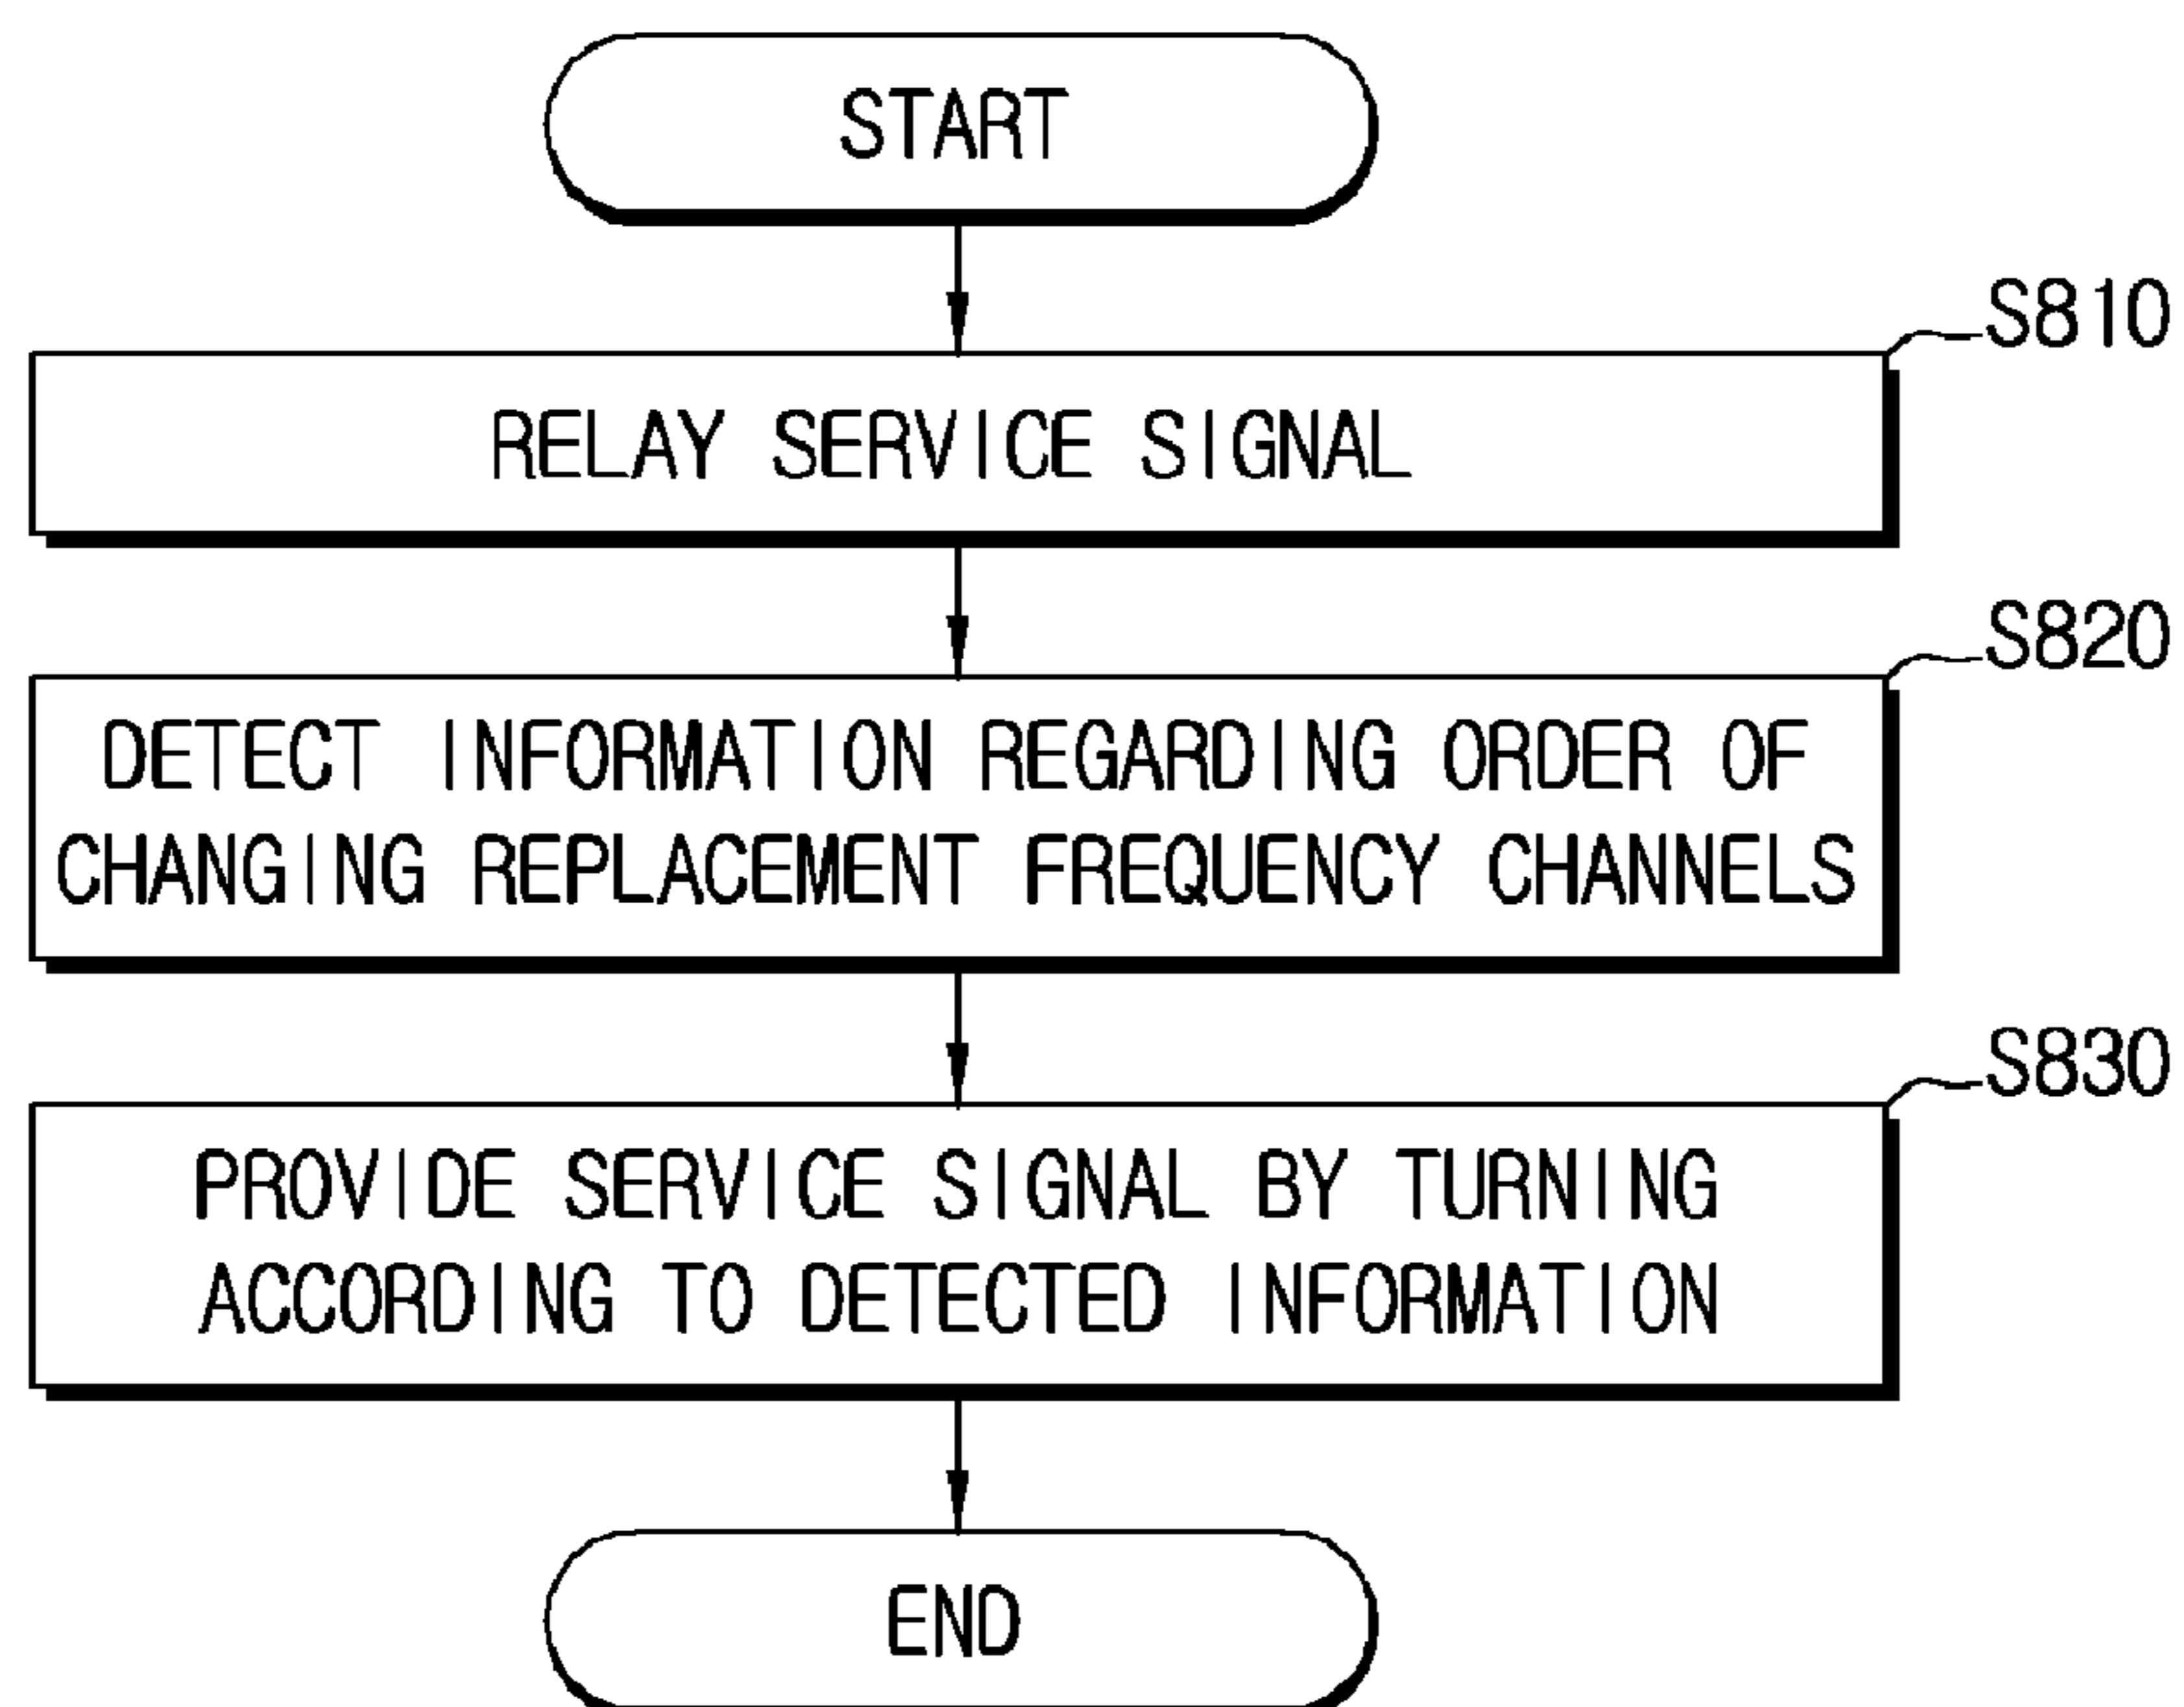 START
S810
RELAY SERVICE SIGNAL
S820
DETECT INFORMATION REGARDING ORDER OF
CHANGING REPLACEMENT FREQUENCY CHANNELS
S830
PROVIDE SERVICE SIGNAL BY TURNING
ACCORDING TO DETECTED INFORMATION
END